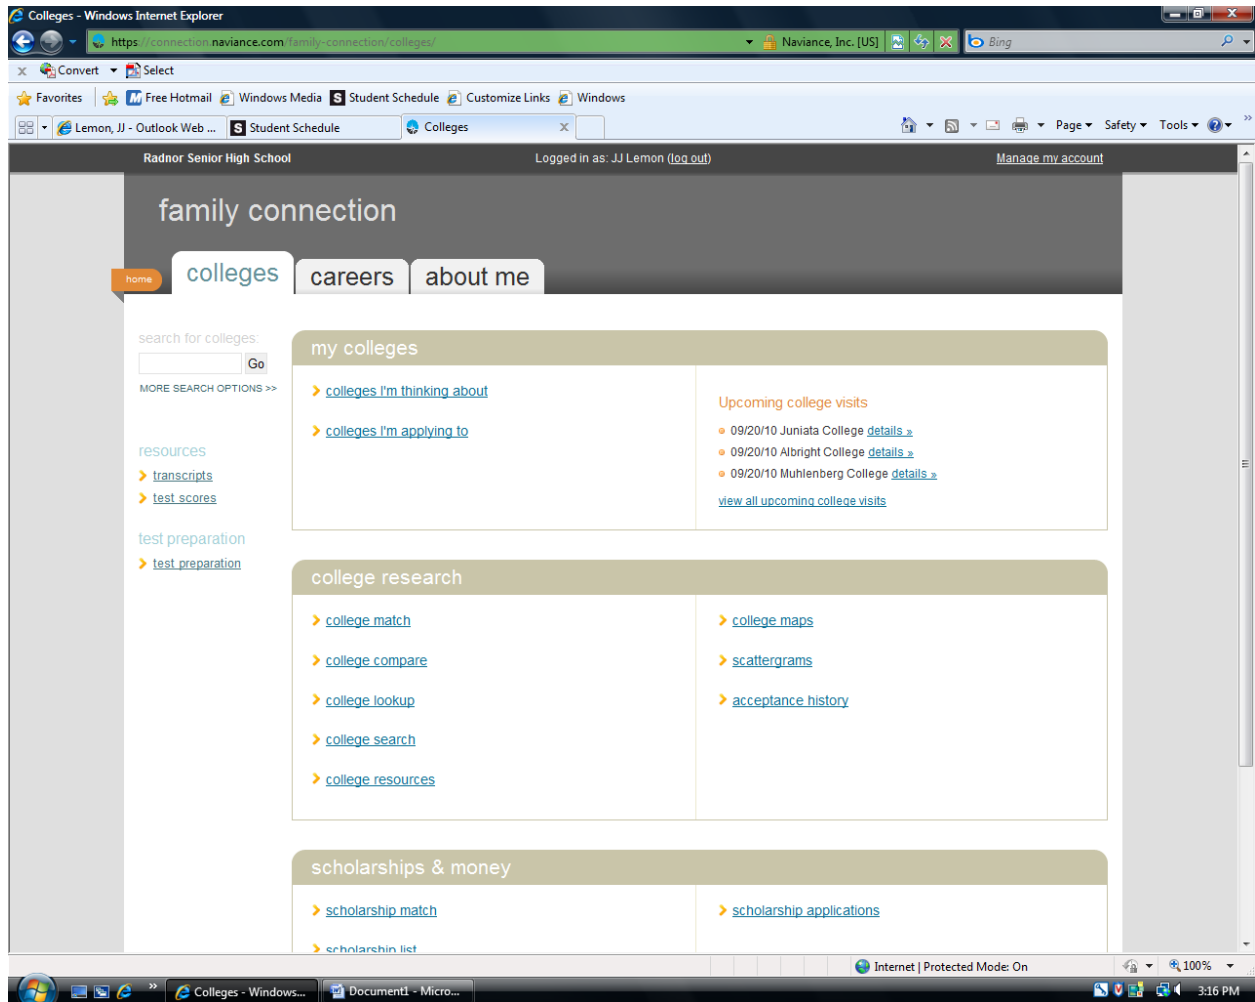 Colleges - Windows Internet Explorer
https://connection.naviance.com/family-connection/colleges/
Naviance, Inc. [US]
Bing
x Convert Select
Favorites Free Hotmail Windows Media Student Schedule Customize Links Windows
Lemon, JJ - Outlook Web ... Student Schedule Colleges x Page Safety Tools
Radnor Senior High School Logged in as: JJ Lemon (log out) Manage my account
family connection
home colleges careers about me
search for colleges:
Go
MORE SEARCH OPTIONS >>
resources
transcripts
test scores
test preparation
test preparation
my colleges
colleges I'm thinking about
colleges I'm applying to
Upcoming college visits
09/20/10 Juniata College details »
09/20/10 Albright College details »
09/20/10 Muhlenberg College details »
view all upcoming college visits
college research
college match
college compare
college lookup
college search
college resources
college maps
scattergrams
acceptance history
scholarships & money
scholarship match
scholarship list
scholarship applications
Internet | Protected Mode: On 100%
Colleges - Windows... Document1 - Micro... 3:16 PM